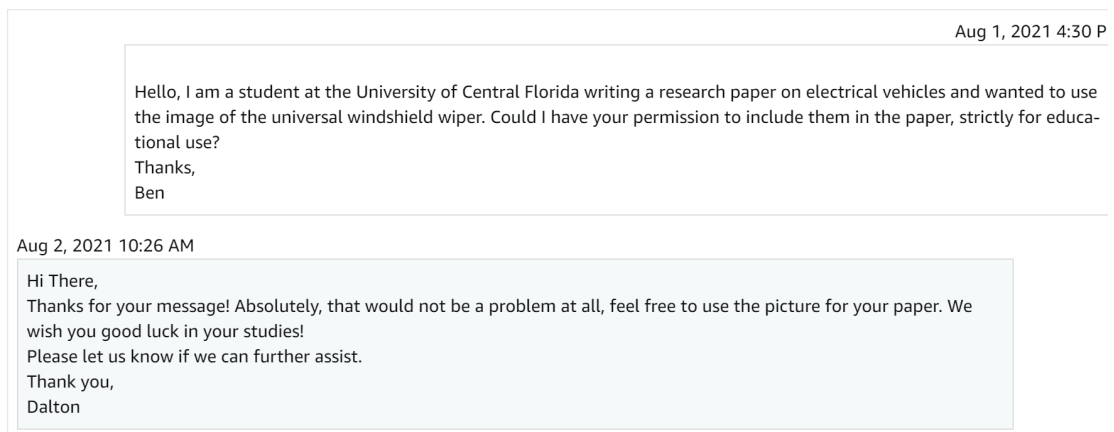 Aug 1, 2021 4:30 P
Hello, I am a student at the University of Central Florida writing a research paper on electrical vehicles and wanted to use
the image of the universal windshield wiper. Could I have your permission to include them in the paper, strictly for educa-
tional use?
Thanks,
Ben
Aug 2, 2021 10:26 AM
Hi There,
Thanks for your message! Absolutely, that would not be a problem at all, feel free to use the picture for your paper. We
wish you good luck in your studies!
Please let us know if we can further assist.
Thank you,
Dalton